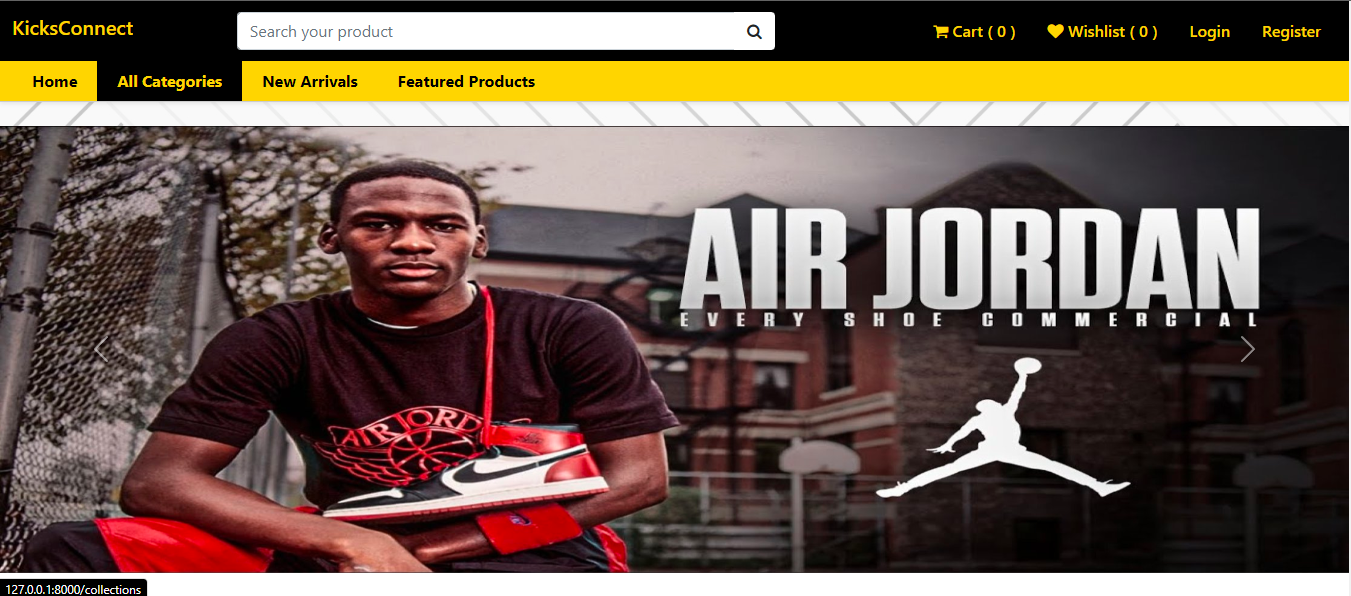 KicksConnect
Search your product
Cart ( 0 )
Wishlist ( 0 )
Login
Register
Home
All Categories
New Arrivals
Featured Products
AIR JORDAN
EVERY SHOE COMMERCIAL
AIR JORD
127.0.0.1:8000/collections